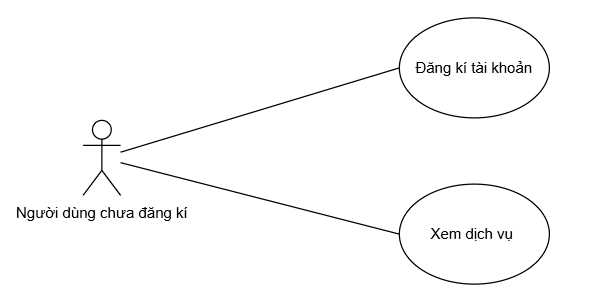 Đăng kí tài khoản
Người dùng chưa đăng kí
Xem dịch vụ